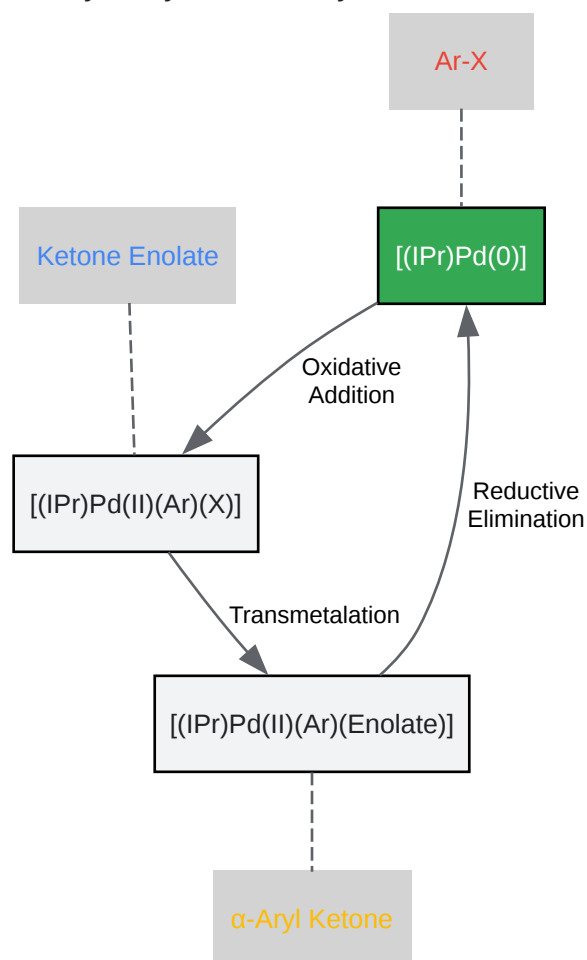 Ar-X
Ketone Enolate
[(IPr)Pd(0)]
Oxidative
Addition
[(IPr)Pd(II)(Ar)(X)]
Reductive
Elimination
Transmetalation
[(IPr)Pd(II)(Ar)(Enolate)]
α-Aryl Ketone